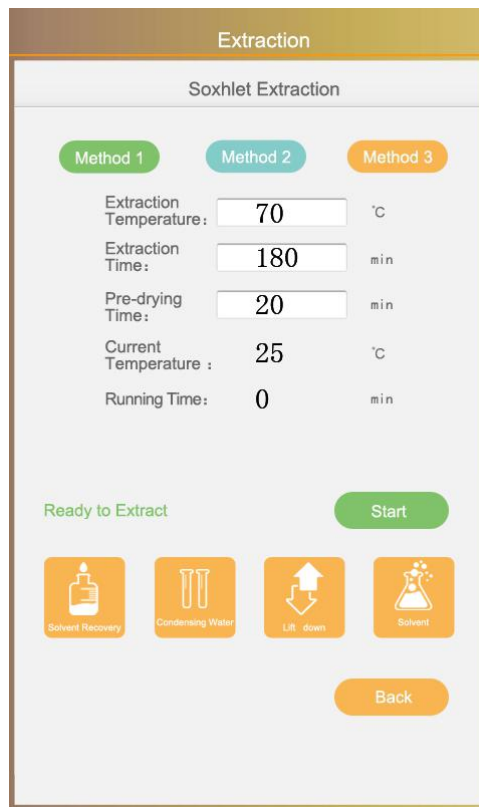 Extraction
Soxhlet Extraction
Method 1 Method 2 Method 3
Extraction
Temperature: 70 ℃
Extraction
Time: 180 min
Pre-drying
Time: 20 min
Current
Temperature : 25 ℃
Running Time: 0 min
Ready to Extract Start
Solvent Recovery Condensing Water Lift down Solvent
Back